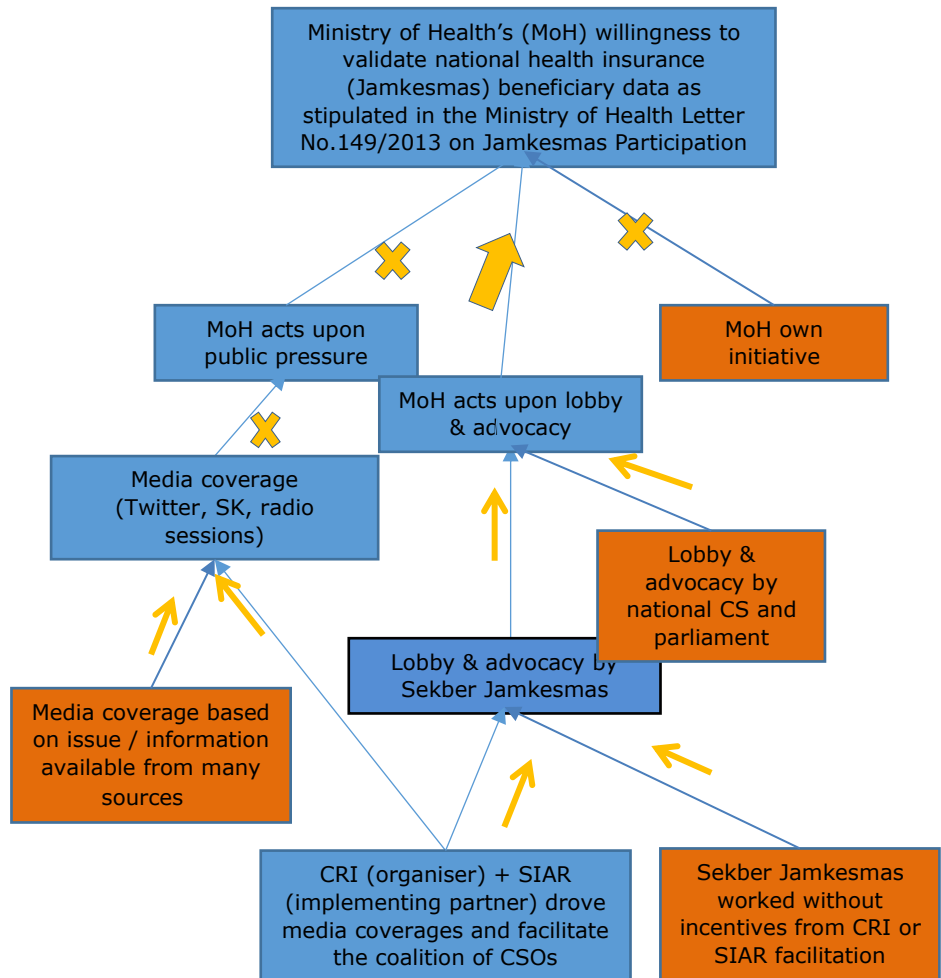 Ministry of Health's (MoH) willingness to
validate national health insurance
(Jamkesmas) beneficiary data as
stipulated in the Ministry of Health Letter
No.149/2013 on Jamkesmas Participation
MoH acts upon
public pressure
MoH own
initiative
MoH acts upon lobby
& advocacy
Media coverage
(Twitter, SK, radio
sessions)
Lobby &
advocacy by
national CS and
parliament
Lobby & advocacy by
Sekber Jamkesmas
Media coverage based
on issue / information
available from many
sources
CRI (organiser) + SIAR
(implementing partner) drove
media coverages and facilitate
the coalition of CSOs
Sekber Jamkesmas
worked without
incentives from CRI or
SIAR facilitation